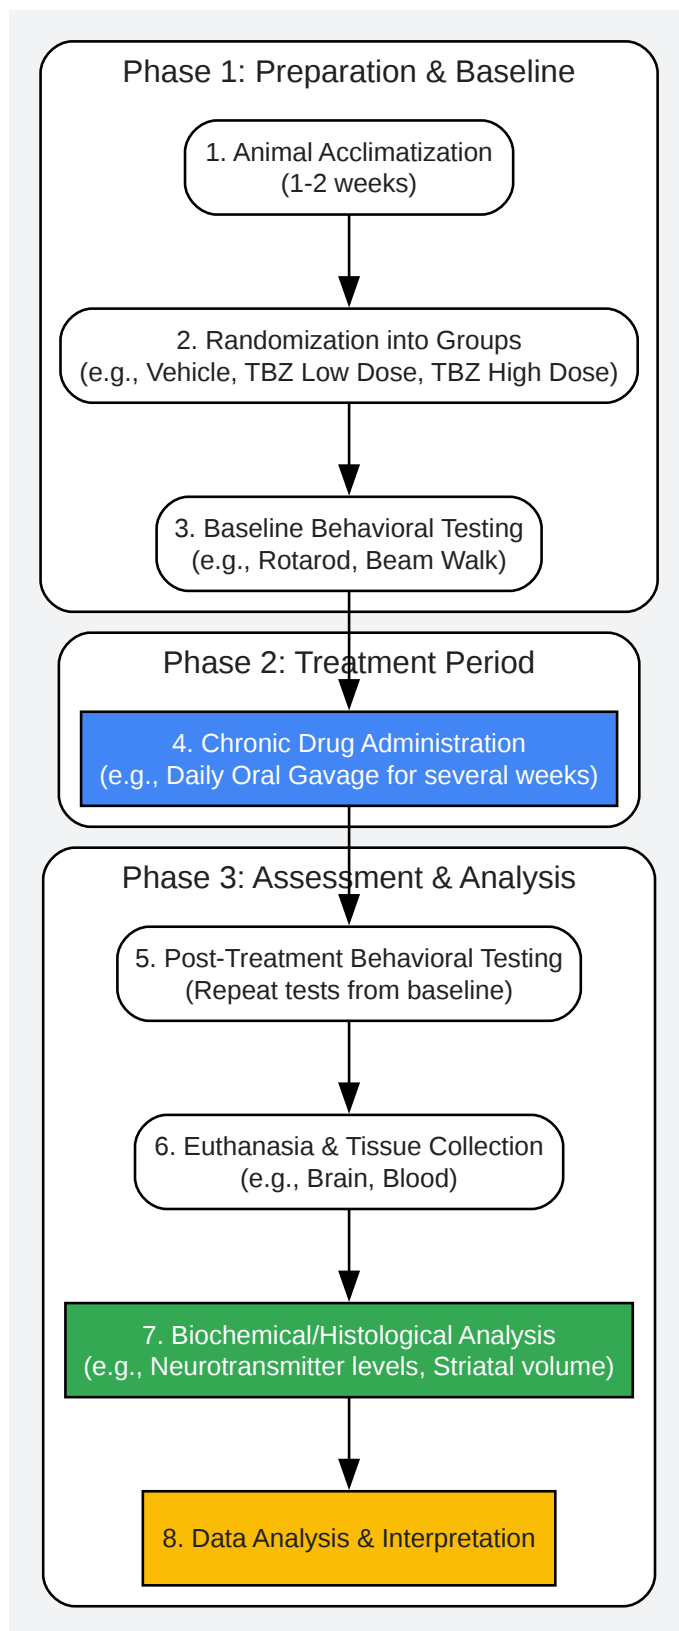 Phase 1: Preparation & Baseline
1. Animal Acclimatization
(1-2 weeks)
2. Randomization into Groups
(e.g., Vehicle, TBZ Low Dose, TBZ High Dose)
3. Baseline Behavioral Testing
(e.g., Rotarod, Beam Walk)
Phase 2: Treatment Period
4. Chronic Drug Administration
(e.g., Daily Oral Gavage for several weeks)
Phase 3: Assessment & Analysis
5. Post-Treatment Behavioral Testing
(Repeat tests from baseline)
6. Euthanasia & Tissue Collection
(e.g., Brain, Blood)
7. Biochemical/Histological Analysis
(e.g., Neurotransmitter levels, Striatal volume)
8. Data Analysis & Interpretation